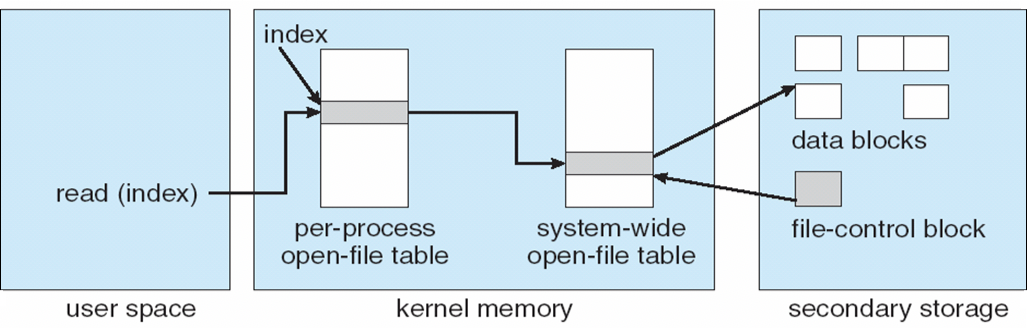 index
read (index)
per-process
open-file table
system-wide
open-file table
data blocks
file-control block
user space
kernel memory
secondary storage